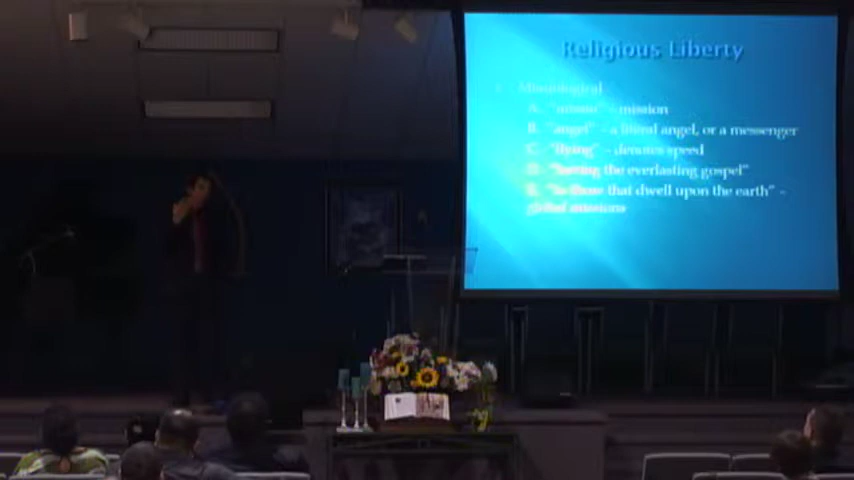 Religious Liberty
Missiological
A. "missio" – mission
B. "angel" – a literal angel, or a messenger
C. "flying" – denotes speed
D. "having the everlasting gospel"
E. "to those that dwell upon the earth" –
global missions